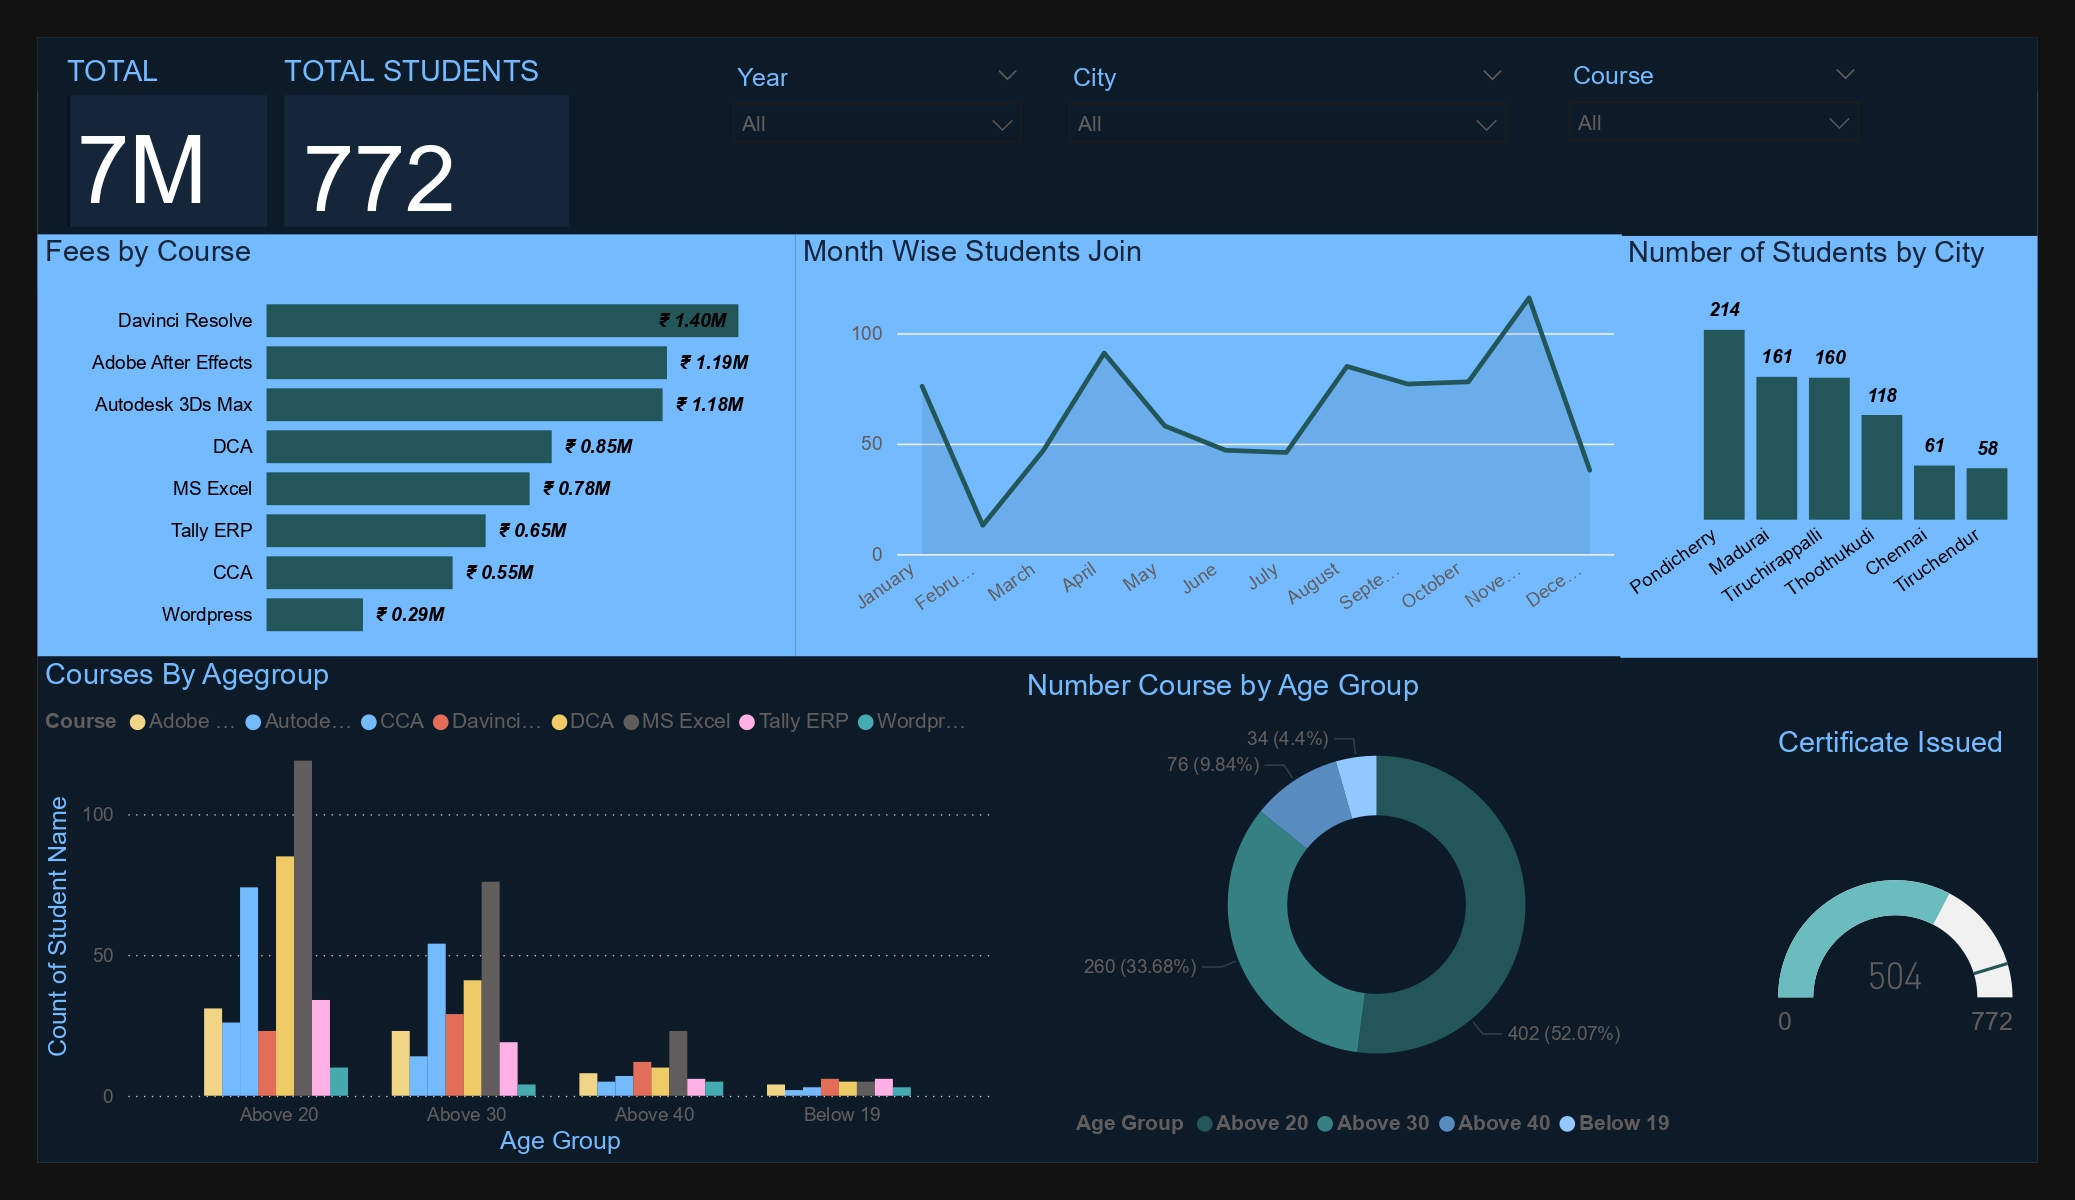 TOTAL
TOTAL STUDENTS
7M
772
Year
All
City
All
Course
All
Fees by Course
Davinci Resolve ₹ 1.40M
Adobe After Effects ₹ 1.19M
Autodesk 3Ds Max ₹ 1.18M
DCA ₹ 0.85M
MS Excel ₹ 0.78M
Tally ERP ₹ 0.65M
CCA ₹ 0.55M
Wordpress ₹ 0.29M
Month Wise Students Join
100
50
0
January Febru… March April May June July August Septe… October Nove… Dece…
Number of Students by City
214 161 160 118 61 58
Pondicherry Madurai Tiruchirappalli Thoothukudi Chennai Tiruchendur
Courses By Agegroup
Course Adobe … Autode… CCA Davinci… DCA MS Excel Tally ERP Wordpr…
Count of Student Name
100
50
0
Above 20 Above 30 Above 40 Below 19
Age Group
Number Course by Age Group
34 (4.4%)
76 (9.84%)
260 (33.68%)
402 (52.07%)
Age Group Above 20 Above 30 Above 40 Below 19
Certificate Issued
504
0 772